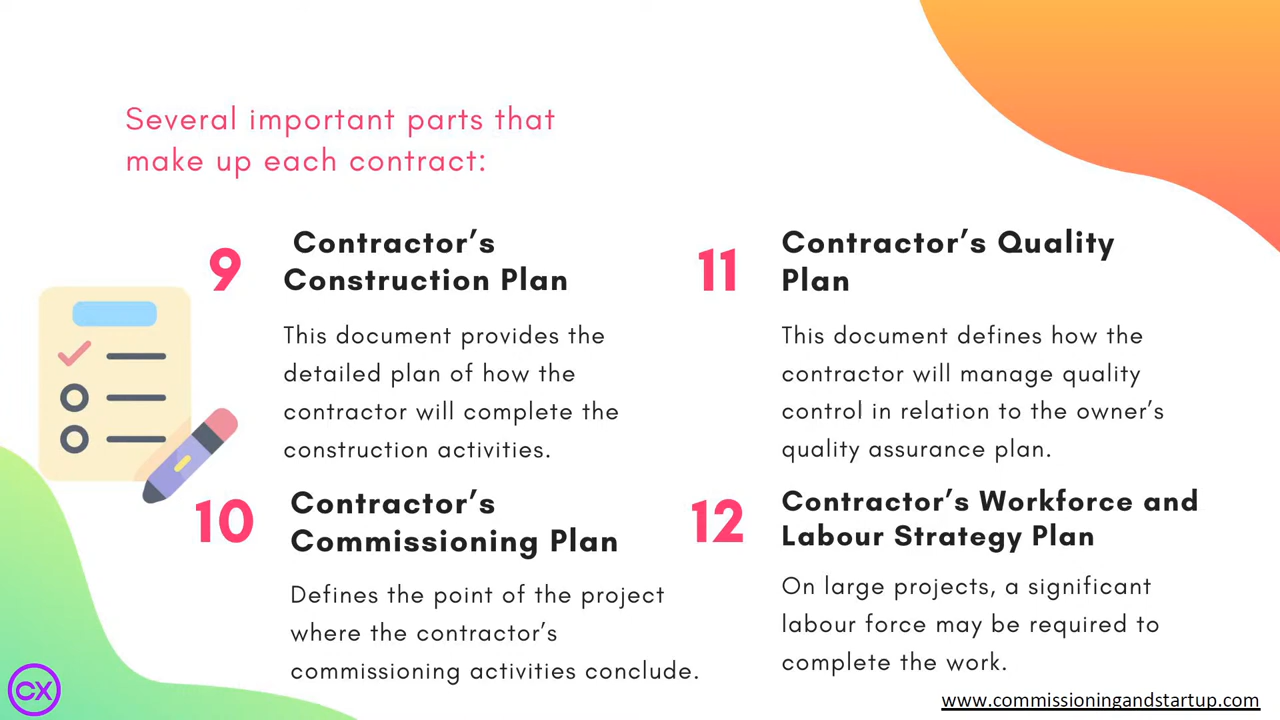 Several important parts that
make up each contract:
9
Contractor’s
Construction Plan
This document provides the
detailed plan of how the
contractor will complete the
construction activities.
10
Contractor’s
Commissioning Plan
Defines the point of the project
where the contractor’s
commissioning activities conclude.
11
Contractor’s Quality
Plan
This document defines how the
contractor will manage quality
control in relation to the owner’s
quality assurance plan.
12
Contractor’s Workforce and
Labour Strategy Plan
On large projects, a significant
labour force may be required to
complete the work.
CX
www.commissioningandstartup.com